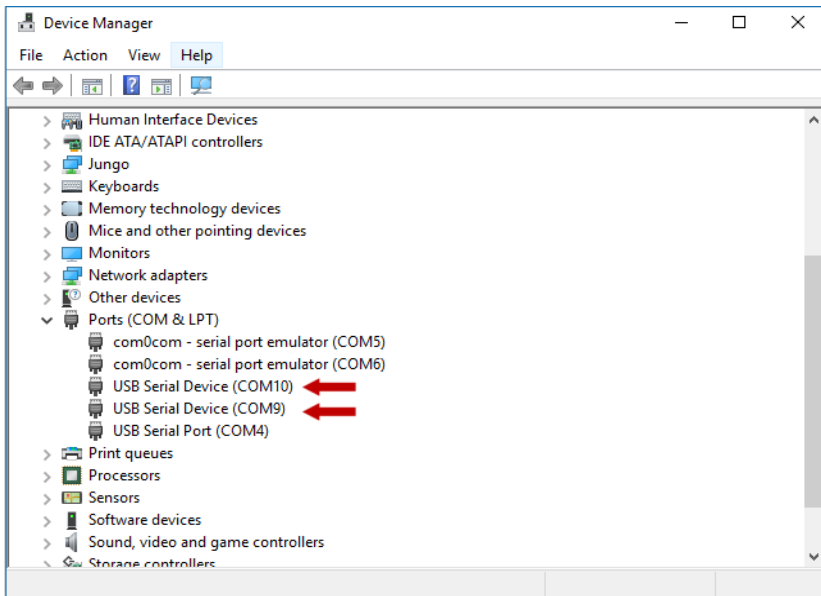 Device Manager
File Action View Help
Human Interface Devices
IDE ATA/ATAPI controllers
Jungo
Keyboards
Memory technology devices
Mice and other pointing devices
Monitors
Network adapters
Other devices
Ports (COM & LPT)
com0com - serial port emulator (COM5)
com0com - serial port emulator (COM6)
USB Serial Device (COM10)
USB Serial Device (COM9)
USB Serial Port (COM4)
Print queues
Processors
Sensors
Software devices
Sound, video and game controllers
Storage controllers